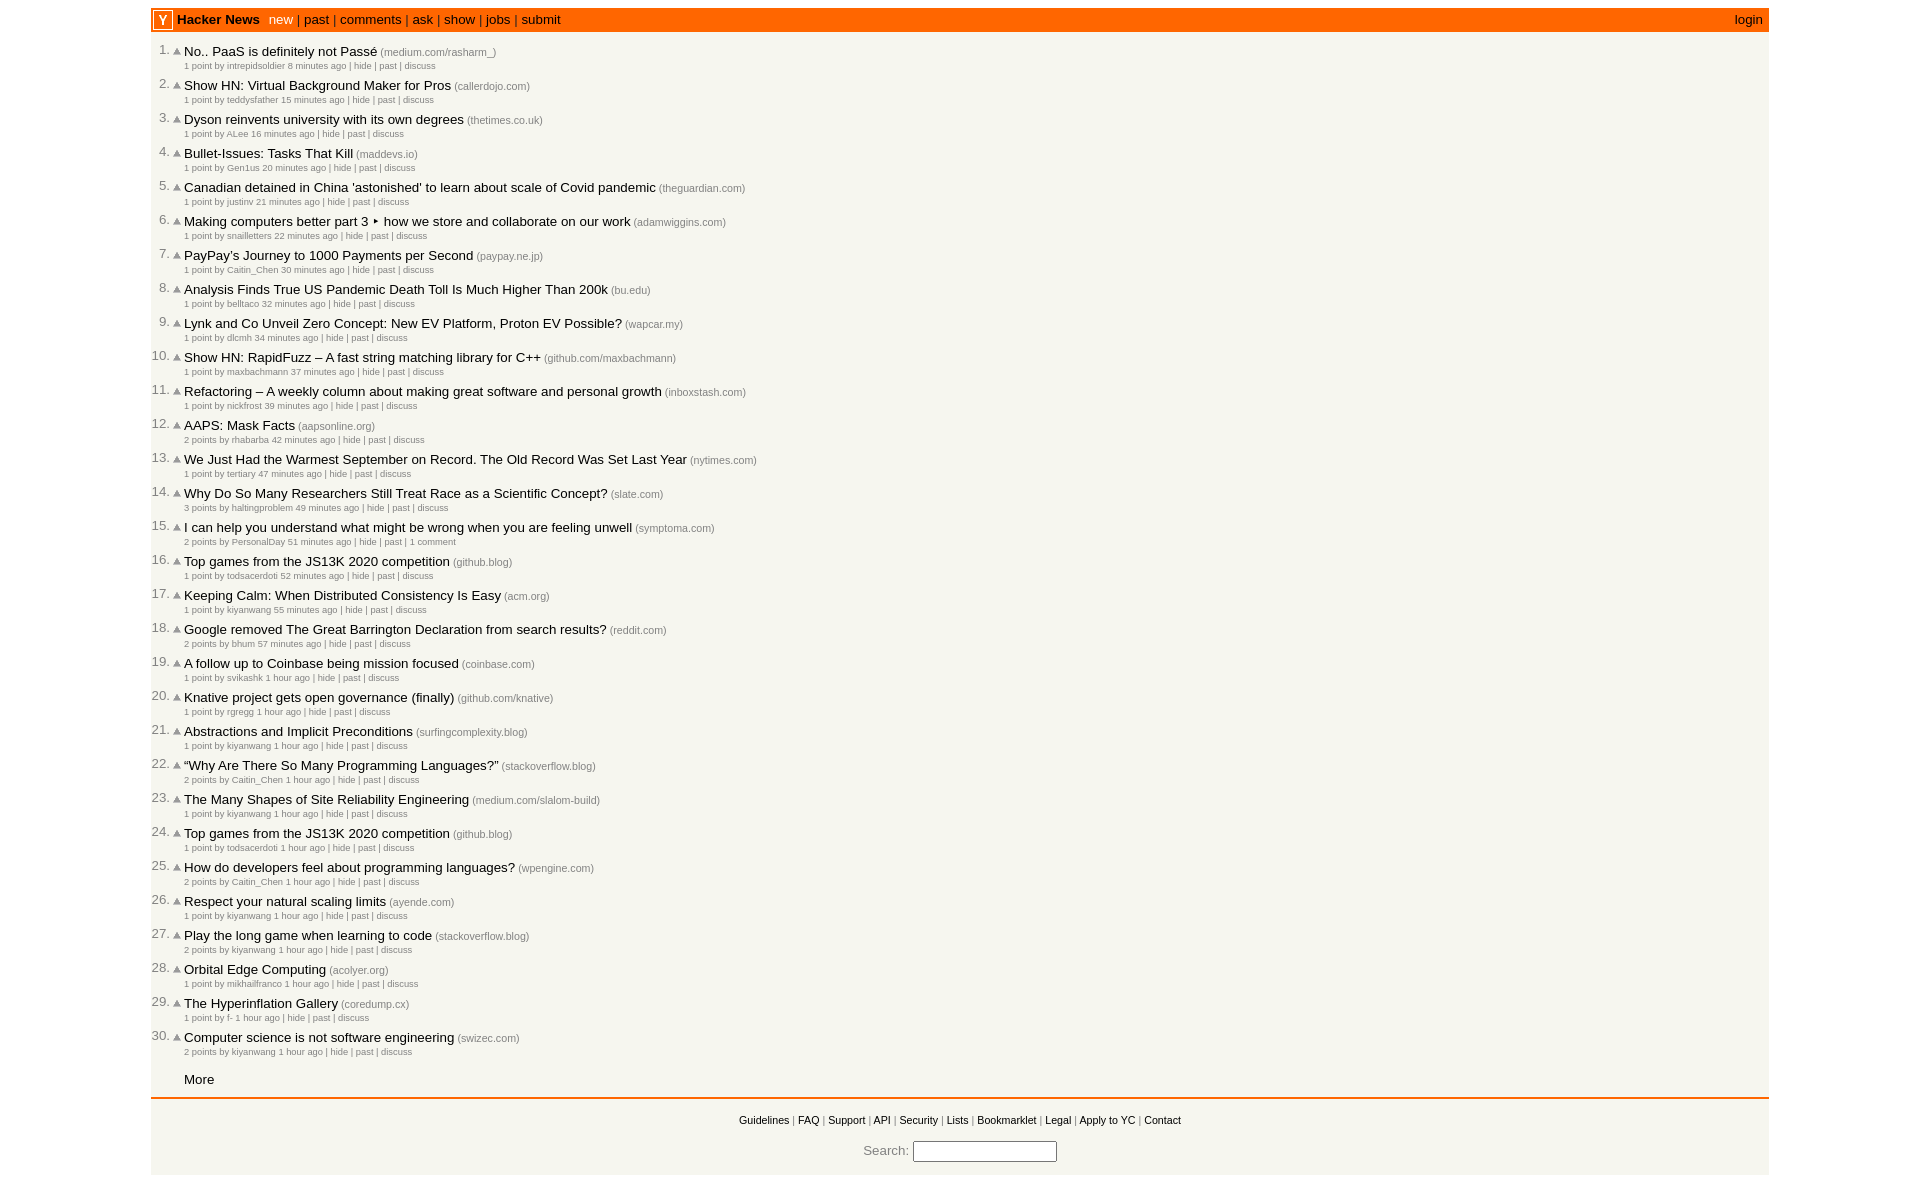 Y Hacker News new | past | comments | ask | show | jobs | submit login
1. ▲ No.. PaaS is definitely not Passé (medium.com/rasharm_)
1 point by intrepidsoldier 8 minutes ago | hide | past | discuss
2. ▲ Show HN: Virtual Background Maker for Pros (callerdojo.com)
1 point by teddysfather 15 minutes ago | hide | past | discuss
3. ▲ Dyson reinvents university with its own degrees (thetimes.co.uk)
1 point by ALee 16 minutes ago | hide | past | discuss
4. ▲ Bullet-Issues: Tasks That Kill (maddevs.io)
1 point by Gen1us 20 minutes ago | hide | past | discuss
5. ▲ Canadian detained in China 'astonished' to learn about scale of Covid pandemic (theguardian.com)
1 point by justinv 21 minutes ago | hide | past | discuss
6. ▲ Making computers better part 3 ‣ how we store and collaborate on our work (adamwiggins.com)
1 point by snailletters 22 minutes ago | hide | past | discuss
7. ▲ PayPay’s Journey to 1000 Payments per Second (paypay.ne.jp)
1 point by Caitin_Chen 30 minutes ago | hide | past | discuss
8. ▲ Analysis Finds True US Pandemic Death Toll Is Much Higher Than 200k (bu.edu)
1 point by belltaco 32 minutes ago | hide | past | discuss
9. ▲ Lynk and Co Unveil Zero Concept: New EV Platform, Proton EV Possible? (wapcar.my)
1 point by dlcmh 34 minutes ago | hide | past | discuss
10. ▲ Show HN: RapidFuzz – A fast string matching library for C++ (github.com/maxbachmann)
1 point by maxbachmann 37 minutes ago | hide | past | discuss
11. ▲ Refactoring – A weekly column about making great software and personal growth (inboxstash.com)
1 point by nickfrost 39 minutes ago | hide | past | discuss
12. ▲ AAPS: Mask Facts (aapsonline.org)
2 points by rhabarba 42 minutes ago | hide | past | discuss
13. ▲ We Just Had the Warmest September on Record. The Old Record Was Set Last Year (nytimes.com)
1 point by tertiary 47 minutes ago | hide | past | discuss
14. ▲ Why Do So Many Researchers Still Treat Race as a Scientific Concept? (slate.com)
3 points by haltingproblem 49 minutes ago | hide | past | discuss
15. ▲ I can help you understand what might be wrong when you are feeling unwell (symptoma.com)
2 points by PersonalDay 51 minutes ago | hide | past | 1 comment
16. ▲ Top games from the JS13K 2020 competition (github.blog)
1 point by todsacerdoti 52 minutes ago | hide | past | discuss
17. ▲ Keeping Calm: When Distributed Consistency Is Easy (acm.org)
1 point by kiyanwang 55 minutes ago | hide | past | discuss
18. ▲ Google removed The Great Barrington Declaration from search results? (reddit.com)
2 points by bhum 57 minutes ago | hide | past | discuss
19. ▲ A follow up to Coinbase being mission focused (coinbase.com)
1 point by svikashk 1 hour ago | hide | past | discuss
20. ▲ Knative project gets open governance (finally) (github.com/knative)
1 point by rgregg 1 hour ago | hide | past | discuss
21. ▲ Abstractions and Implicit Preconditions (surfingcomplexity.blog)
1 point by kiyanwang 1 hour ago | hide | past | discuss
22. ▲ “Why Are There So Many Programming Languages?” (stackoverflow.blog)
2 points by Caitin_Chen 1 hour ago | hide | past | discuss
23. ▲ The Many Shapes of Site Reliability Engineering (medium.com/slalom-build)
1 point by kiyanwang 1 hour ago | hide | past | discuss
24. ▲ Top games from the JS13K 2020 competition (github.blog)
1 point by todsacerdoti 1 hour ago | hide | past | discuss
25. ▲ How do developers feel about programming languages? (wpengine.com)
2 points by Caitin_Chen 1 hour ago | hide | past | discuss
26. ▲ Respect your natural scaling limits (ayende.com)
1 point by kiyanwang 1 hour ago | hide | past | discuss
27. ▲ Play the long game when learning to code (stackoverflow.blog)
2 points by kiyanwang 1 hour ago | hide | past | discuss
28. ▲ Orbital Edge Computing (acolyer.org)
1 point by mikhailfranco 1 hour ago | hide | past | discuss
29. ▲ The Hyperinflation Gallery (coredump.cx)
1 point by f- 1 hour ago | hide | past | discuss
30. ▲ Computer science is not software engineering (swizec.com)
2 points by kiyanwang 1 hour ago | hide | past | discuss
More
Guidelines | FAQ | Support | API | Security | Lists | Bookmarklet | Legal | Apply to YC | Contact
Search: